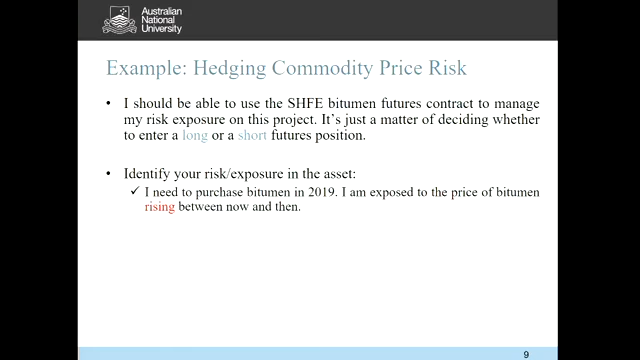 Australian
National
University
Example: Hedging Commodity Price Risk
• I should be able to use the SHFE bitumen futures contract to manage
my risk exposure on this project. It's just a matter of deciding whether
to enter a long or a short futures position.
• Identify your risk/exposure in the asset:
✓ I need to purchase bitumen in 2019. I am exposed to the price of bitumen
rising between now and then.
9